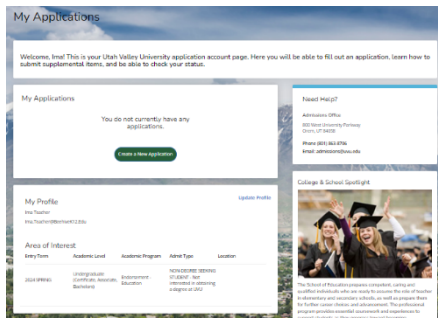 My Applications
Welcome, Ima! This is your Utah Valley University application account page. Here you will be able to fill out an application, learn how to
submit supplemental items, and be able to check your status.
My Applications
You do not currently have any
applications.
Create a New Application
My Profile
Update Profile
Ima Teacher
Areas of Interest
Entry Term Academic Level Academic Program Admit Type Location
2024 SPRING
Undergraduate
(Certificate, Associate,
Bachelors)
Endorsement -
Education
NON-DEGREE SEEKING
STUDENT - Not
interested in obtaining
a degree at UVU
Need Help?
Admissions Office
800 West University Parkway
Orem, UT 84058
Phone (801) 863-8706
Email: admissions@uvu.edu
College & School Spotlight
The School of Education prepares competent, caring and
qualified individuals who are ready to assume the role of teacher
in elementary and secondary schools, as well as prepare them
for further career choices and advancement. The professional
program provides essential coursework and experiences to